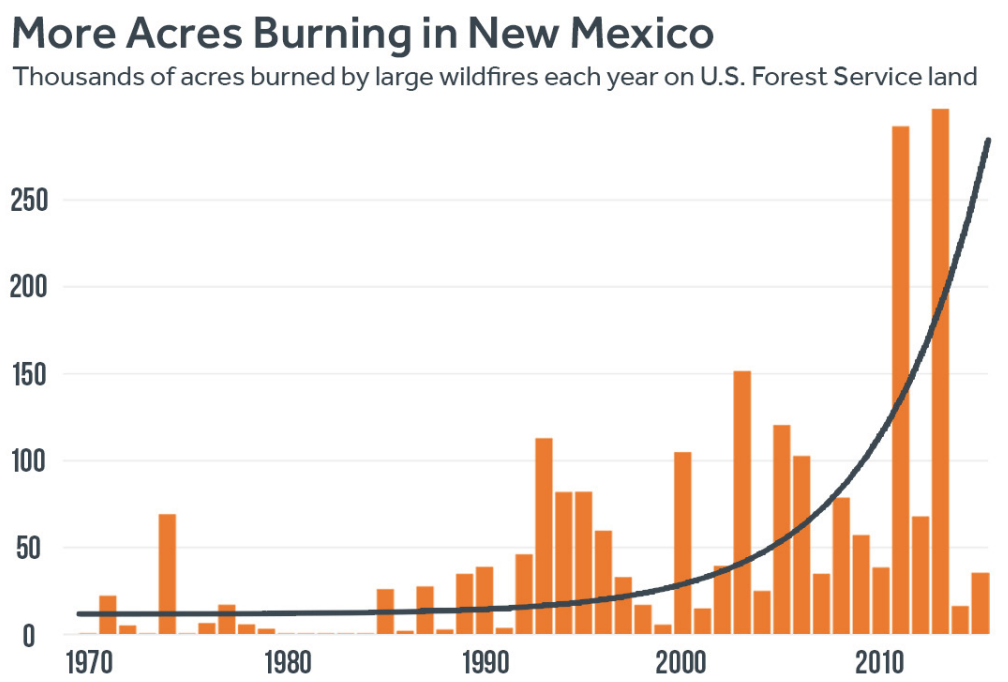 More Acres Burning in New Mexico
Thousands of acres burned by large wildfires each year on U.S. Forest Service land
250
200
150
100
50
0
1970 1980 1990 2000 2010